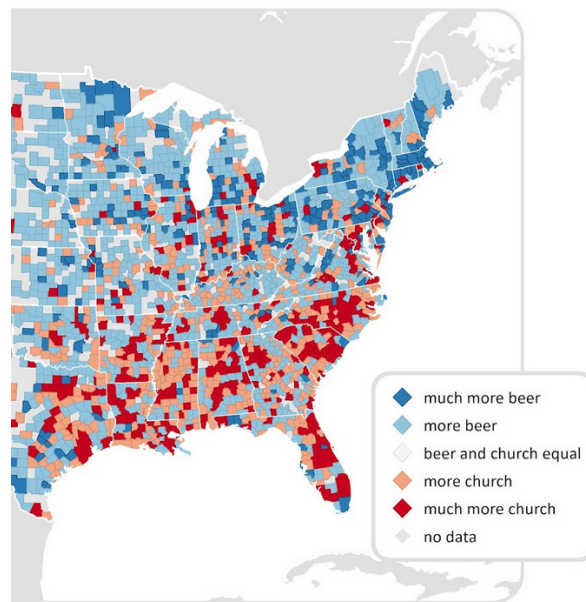 much more beer
more beer
beer and church equal
more church
much more church
no data